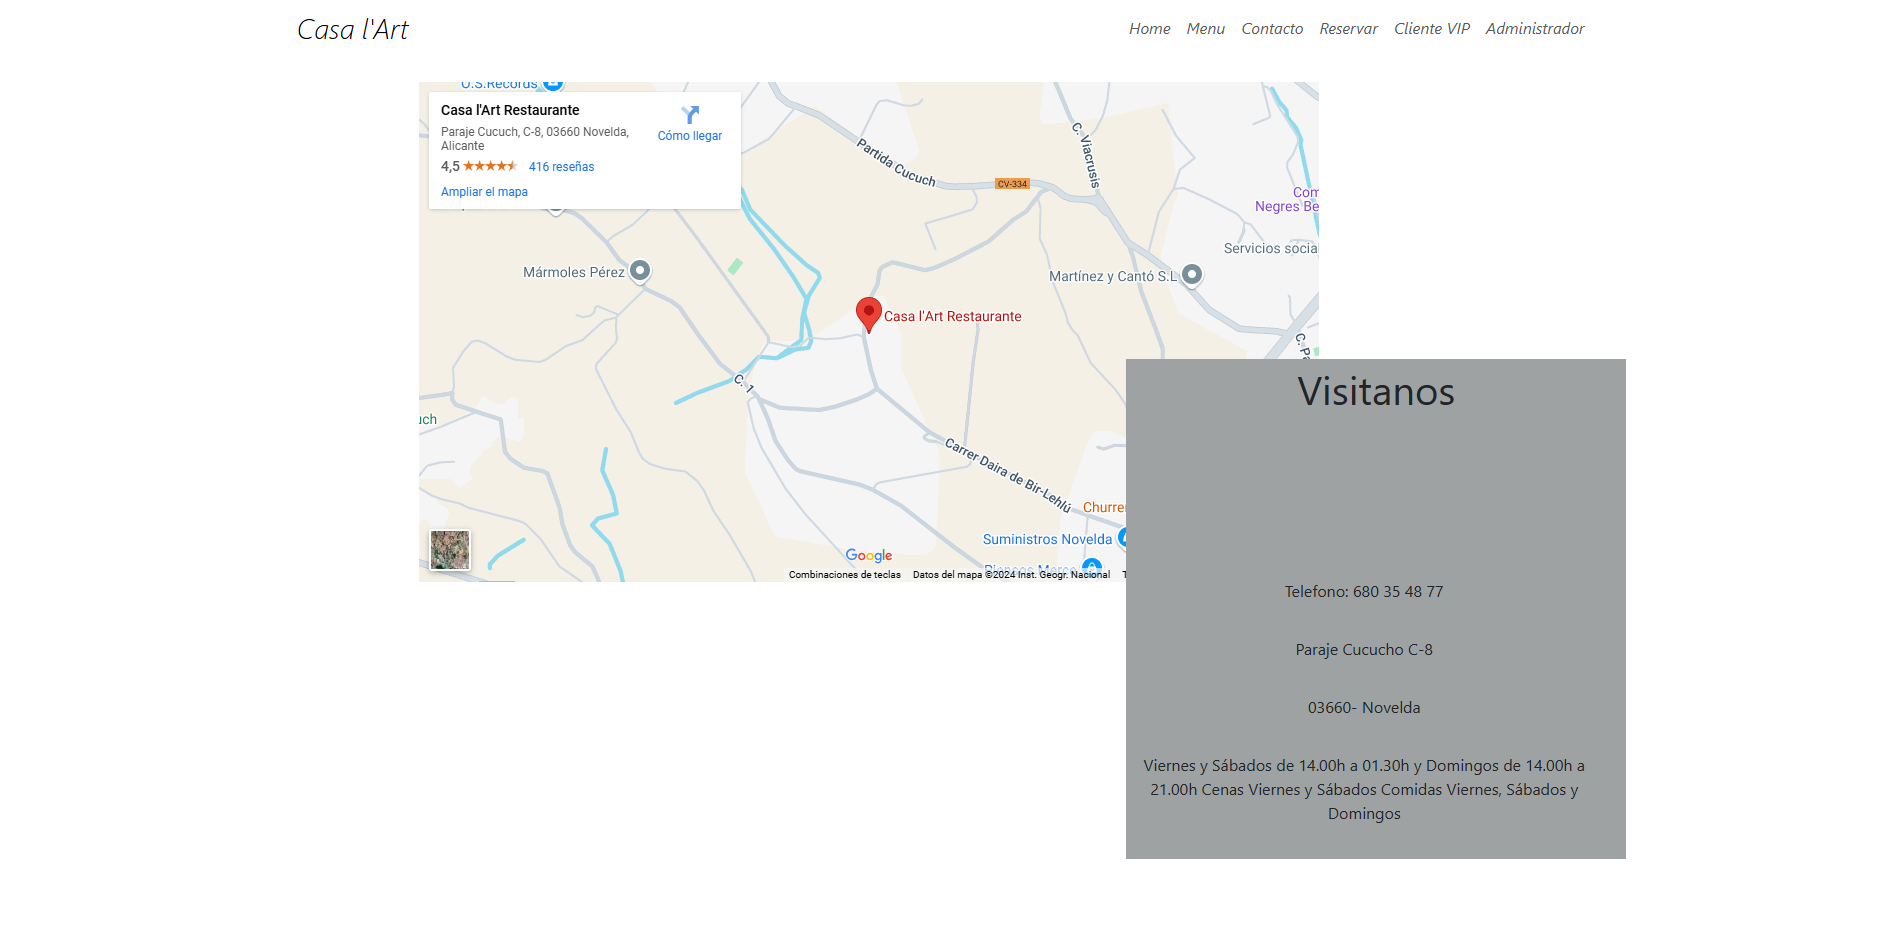 Casa l'Art
Home Menu Contacto Reservar Cliente VIP Administrador
O.S.Records
Casa l'Art Restaurante
Paraje Cucuch, C-8, 03660 Novelda,
Alicante
4,5 416 reseñas
Ampliar el mapa
Cómo llegar
Partida Cucuch
C. Viacrusis
CV-334
Com
Negres Be
Servicios socia
Mármoles Pérez
Martínez y Cantó S.L
Casa l'Art Restaurante
C. Pa
C. 1
uch
Carrer Daira de Bir-Lehlú
Churre
Suministros Novelda
Piensos Merco
Google
Combinaciones de teclas Datos del mapa ©2024 Inst. Geogr. Nacional T
Visitanos
Telefono: 680 35 48 77
Paraje Cucucho C-8
03660- Novelda
Viernes y Sábados de 14.00h a 01.30h y Domingos de 14.00h a
21.00h Cenas Viernes y Sábados Comidas Viernes, Sábados y
Domingos